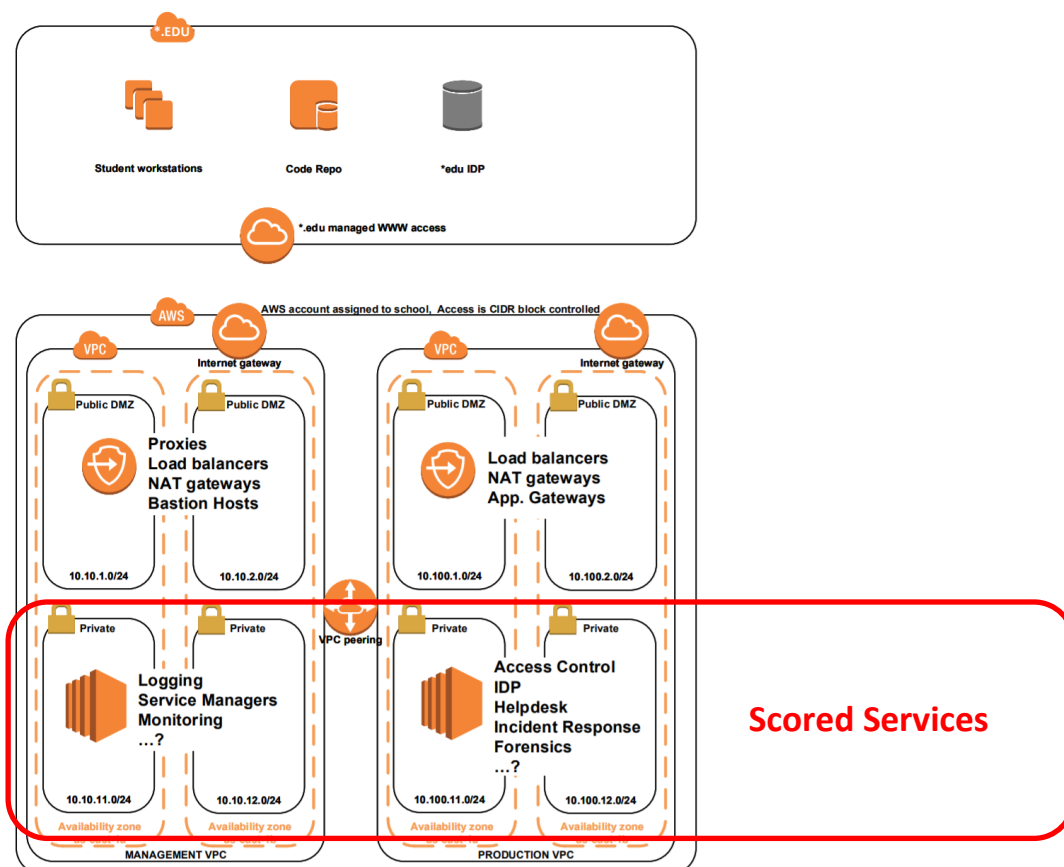 *.EDU
Student workstations
Code Repo
*edu IDP
*.edu managed WWW access
AWS account assigned to school, Access is CIDR block controlled
AWS
VPC
Internet gateway
VPC
Internet gateway
Public DMZ
Public DMZ
Public DMZ
Public DMZ
Proxies
Load balancers
NAT gateways
Bastion Hosts
Load balancers
NAT gateways
App. Gateways
10.10.1.0/24
10.10.2.0/24
10.100.1.0/24
10.100.2.0/24
VPC peering
Private
Private
Private
Private
Logging
Service Managers
Monitoring
...?
Access Control
IDP
Helpdesk
Incident Response
Forensics
...?
Scored Services
10.10.11.0/24
10.10.12.0/24
10.100.11.0/24
10.100.12.0/24
Availability zone
Availability zone
Availability zone
Availability zone
MANAGEMENT VPC
PRODUCTION VPC